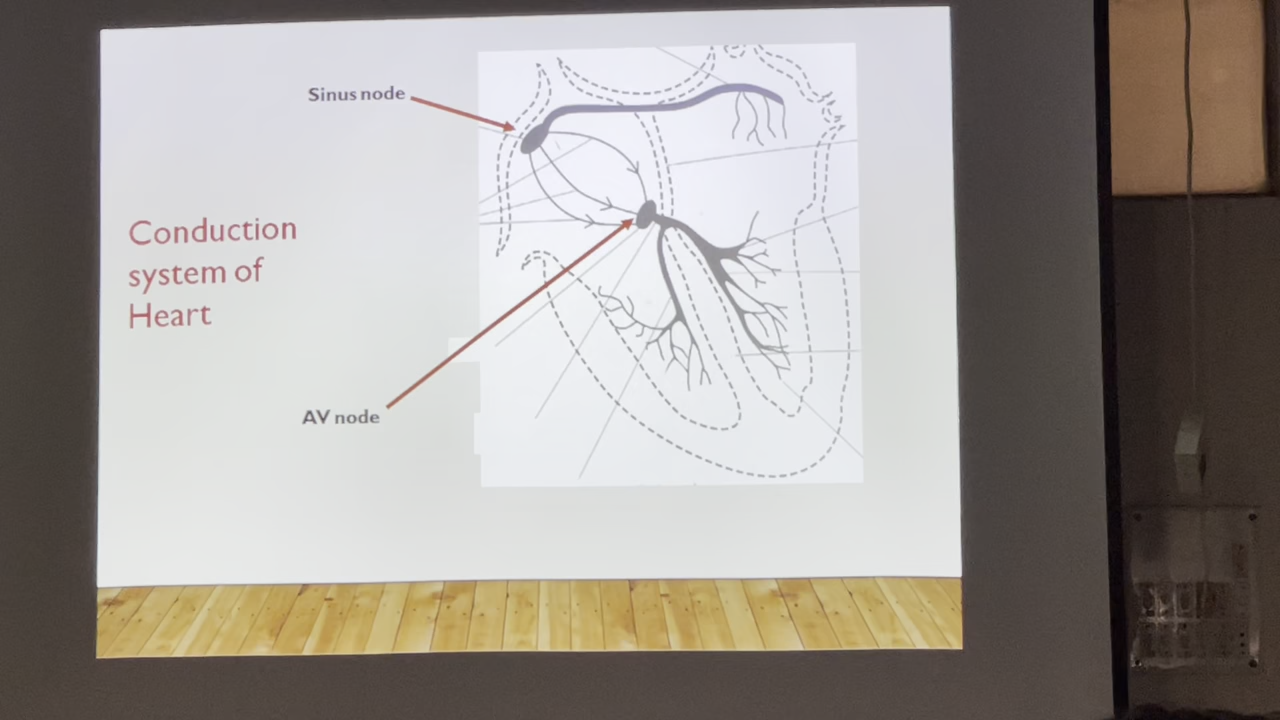 Sinus node
Conduction
system of
Heart
AV node